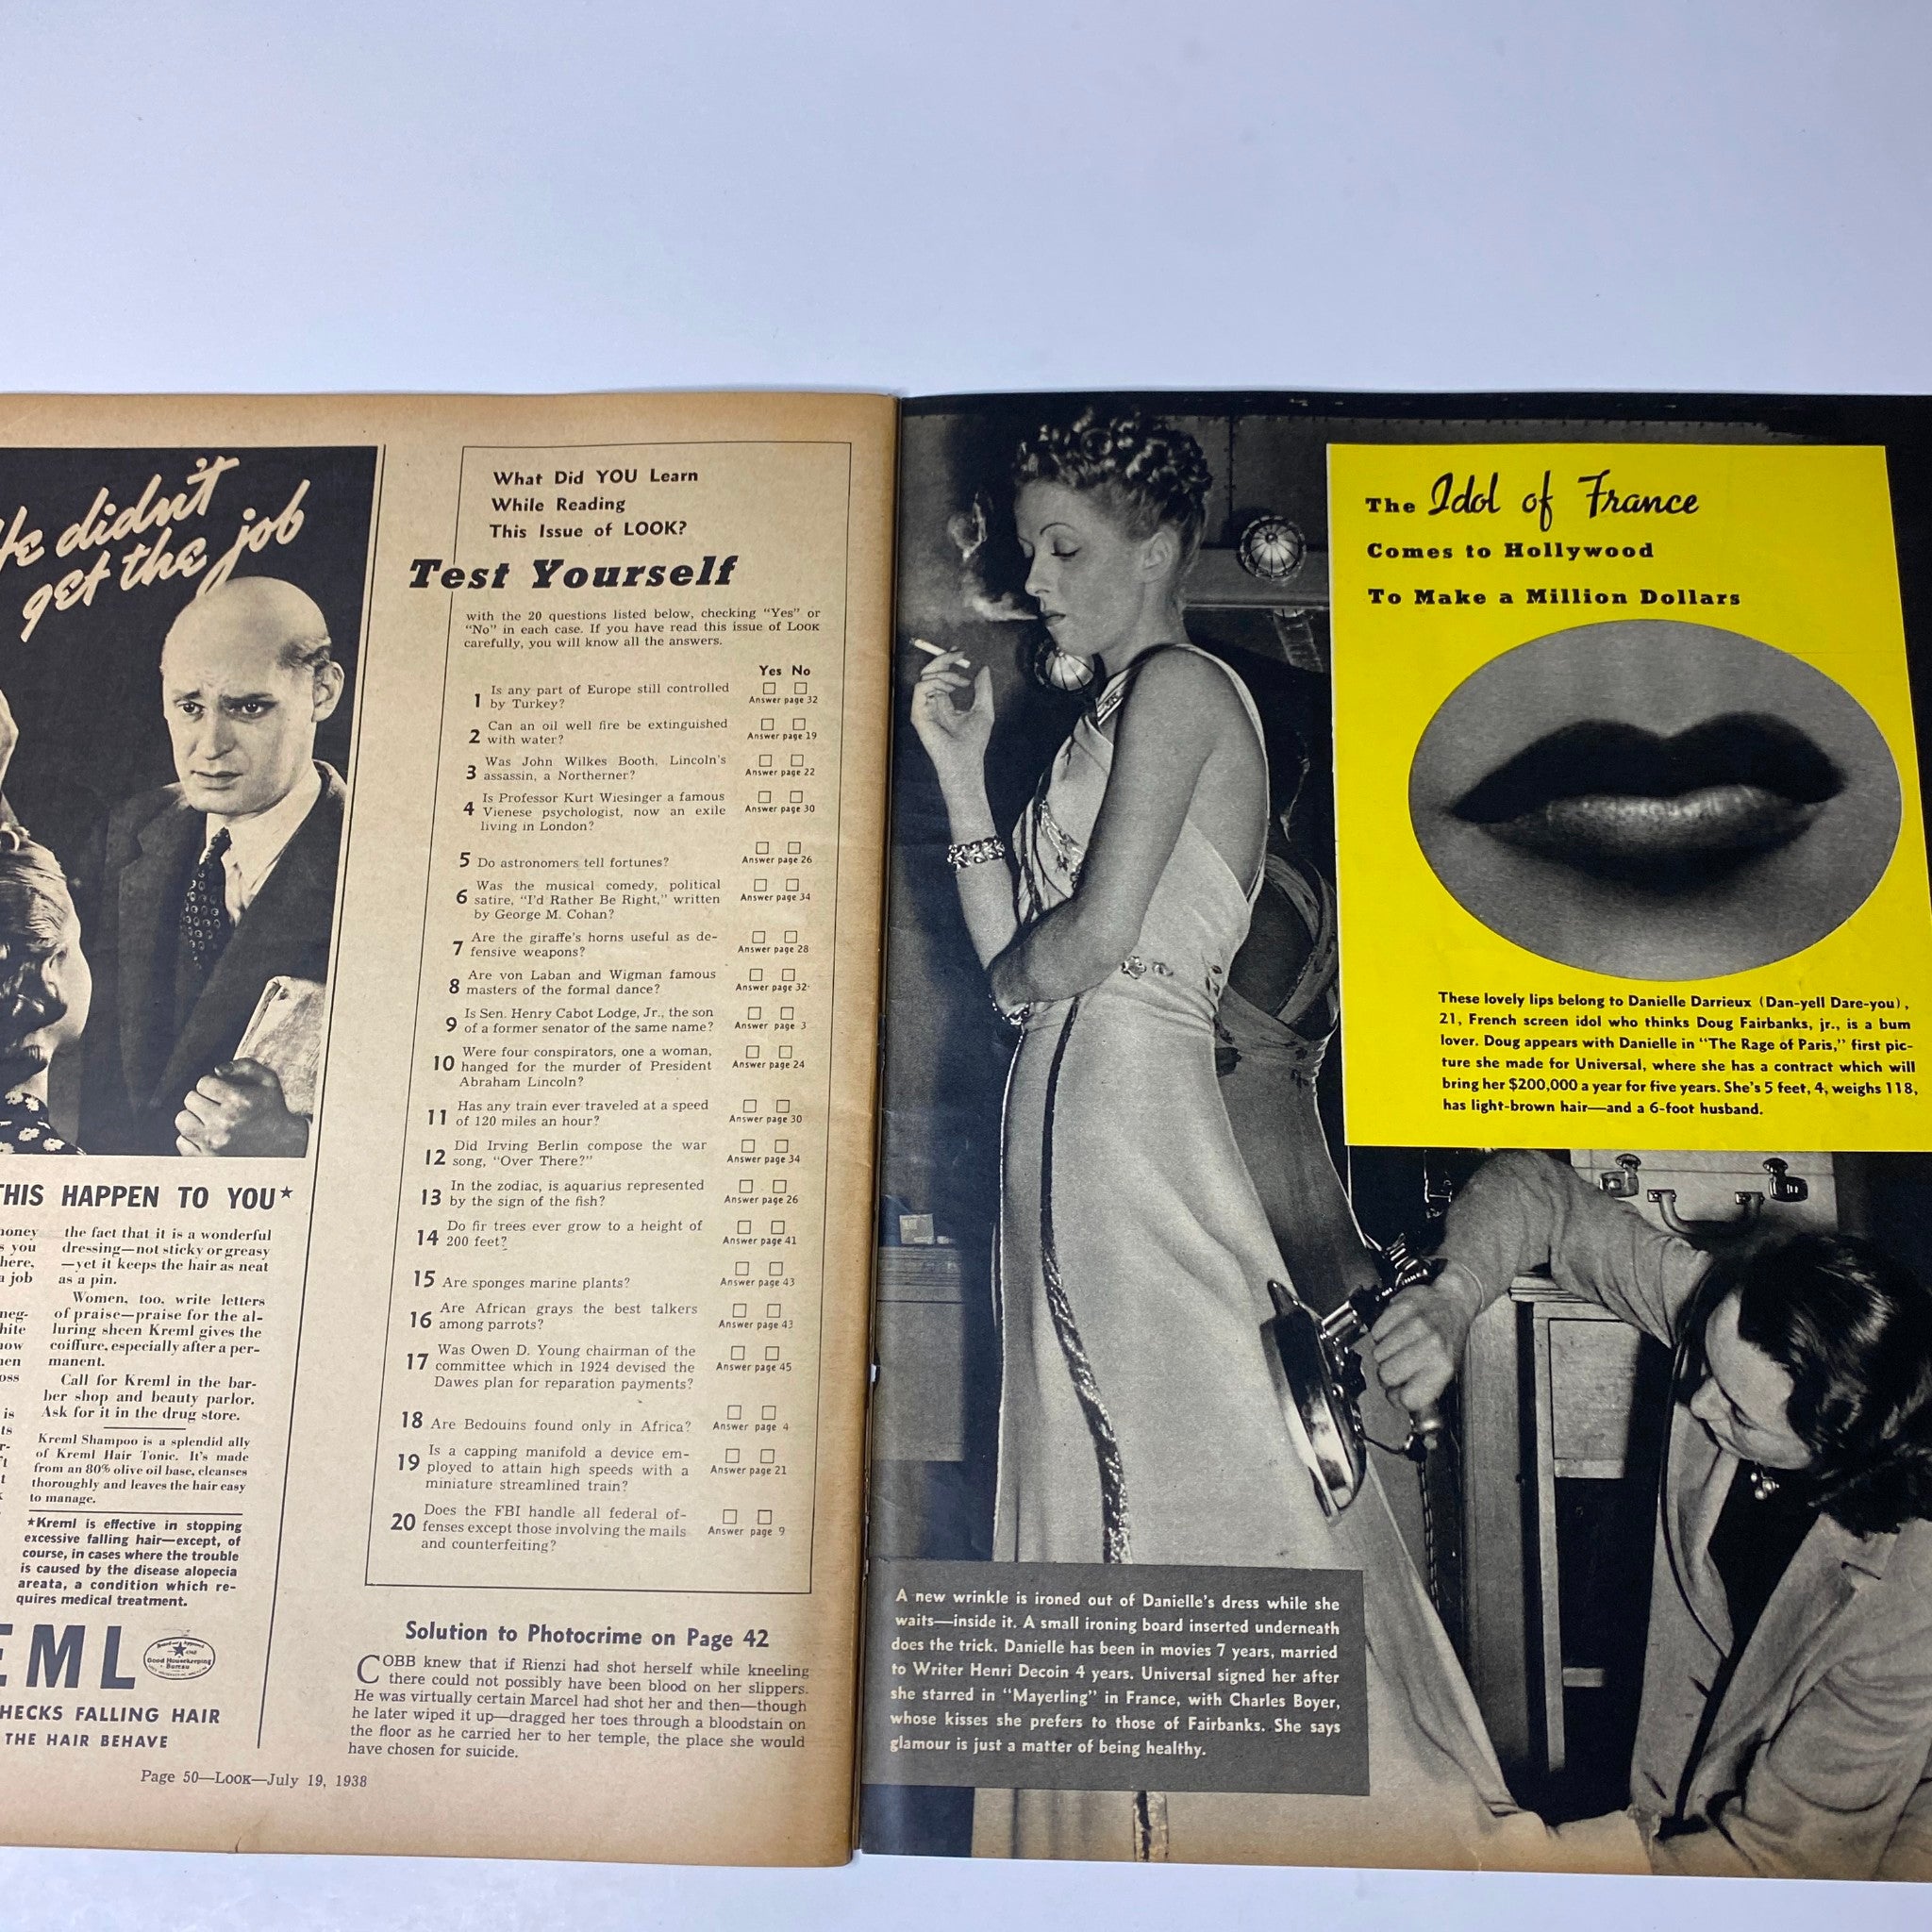 He didn't
get the job
THIS HAPPEN TO YOU*
the fact that it is a wonderful
dressing—not sticky or greasy
—yet it keeps the hair as neat
as a pin.
Women, too, write letters
of praise—praise for the al-
luring sheen Kreml gives the
coiffure, especially after a per-
manent.
Call for Kreml in the bar-
ber shop and beauty parlor.
Ask for it in the drug store.
Kreml Shampoo is a splendid ally
of Kreml Hair Tonic. It's made
from an 80% olive oil base, cleanses
thoroughly and leaves the hair easy
to manage.
*Kreml is effective in stopping
excessive falling hair—except, of
course, in cases where the trouble
is caused by the disease alopecia
areata, a condition which re-
quires medical treatment.
EML
Good Housekeeping
Bureau
HECKS FALLING HAIR
THE HAIR BEHAVE
What Did YOU Learn
While Reading
This Issue of LOOK?
Test Yourself
with the 20 questions listed below, checking "Yes" or
"No" in each case. If you have read this issue of LOOK
carefully, you will know all the answers.
Yes No
1 Is any part of Europe still controlled
by Turkey?
Answer page 32
2 Can an oil well fire be extinguished
with water?
Answer page 19
3 Was John Wilkes Booth, Lincoln's
assassin, a Northerner?
Answer page 22
4 Is Professor Kurt Wiesinger a famous
Vienese psychologist, now an exile
living in London?
Answer page 30
5 Do astronomers tell fortunes?
Answer page 26
6 Was the musical comedy, political
satire, "I'd Rather Be Right," written
by George M. Cohan?
Answer page 34
7 Are the giraffe's horns useful as de-
fensive weapons?
Answer page 28
8 Are von Laban and Wigman famous
masters of the formal dance?
Answer page 32
9 Is Sen. Henry Cabot Lodge, Jr., the son
of a former senator of the same name?
Answer page 3
10 Were four conspirators, one a woman,
hanged for the murder of President
Abraham Lincoln?
Answer page 24
11 Has any train ever traveled at a speed
of 120 miles an hour?
Answer page 30
12 Did Irving Berlin compose the war
song, "Over There?"
Answer page 34
13 In the zodiac, is aquarius represented
by the sign of the fish?
Answer page 26
14 Do fir trees ever grow to a height of
200 feet?
Answer page 41
15 Are sponges marine plants?
Answer page 43
16 Are African grays the best talkers
among parrots?
Answer page 43
17 Was Owen D. Young chairman of the
committee which in 1924 devised the
Dawes plan for reparation payments?
Answer page 45
18 Are Bedouins found only in Africa?
Answer page 4
19 Is a capping manifold a device em-
ployed to attain high speeds with a
miniature streamlined train?
Answer page 21
20 Does the FBI handle all federal of-
fenses except those involving the mails
and counterfeiting?
Answer page 9
Solution to Photocrime on Page 42
COBB knew that if Rienzi had shot herself while kneeling
there could not possibly have been blood on her slippers.
He was virtually certain Marcel had shot her and then—though
he later wiped it up—dragged her toes through a bloodstain on
the floor as he carried her to her temple, the place she would
have chosen for suicide.
Page 50—LOOK—July 19, 1938
The Idol of France
Comes to Hollywood
To Make a Million Dollars
These lovely lips belong to Danielle Darrieux (Dan-yell Dare-you),
21, French screen idol who thinks Doug Fairbanks, jr., is a bum
lover. Doug appears with Danielle in "The Rage of Paris," first pic-
ture she made for Universal, where she has a contract which will
bring her $200,000 a year for five years. She's 5 feet, 4, weighs 118,
has light-brown hair—and a 6-foot husband.
A new wrinkle is ironed out of Danielle's dress while she
waits—inside it. A small ironing board inserted underneath
does the trick. Danielle has been in movies 7 years, married
to Writer Henri Decoin 4 years. Universal signed her after
she starred in "Mayerling" in France, with Charles Boyer,
whose kisses she prefers to those of Fairbanks. She says
glamour is just a matter of being healthy.